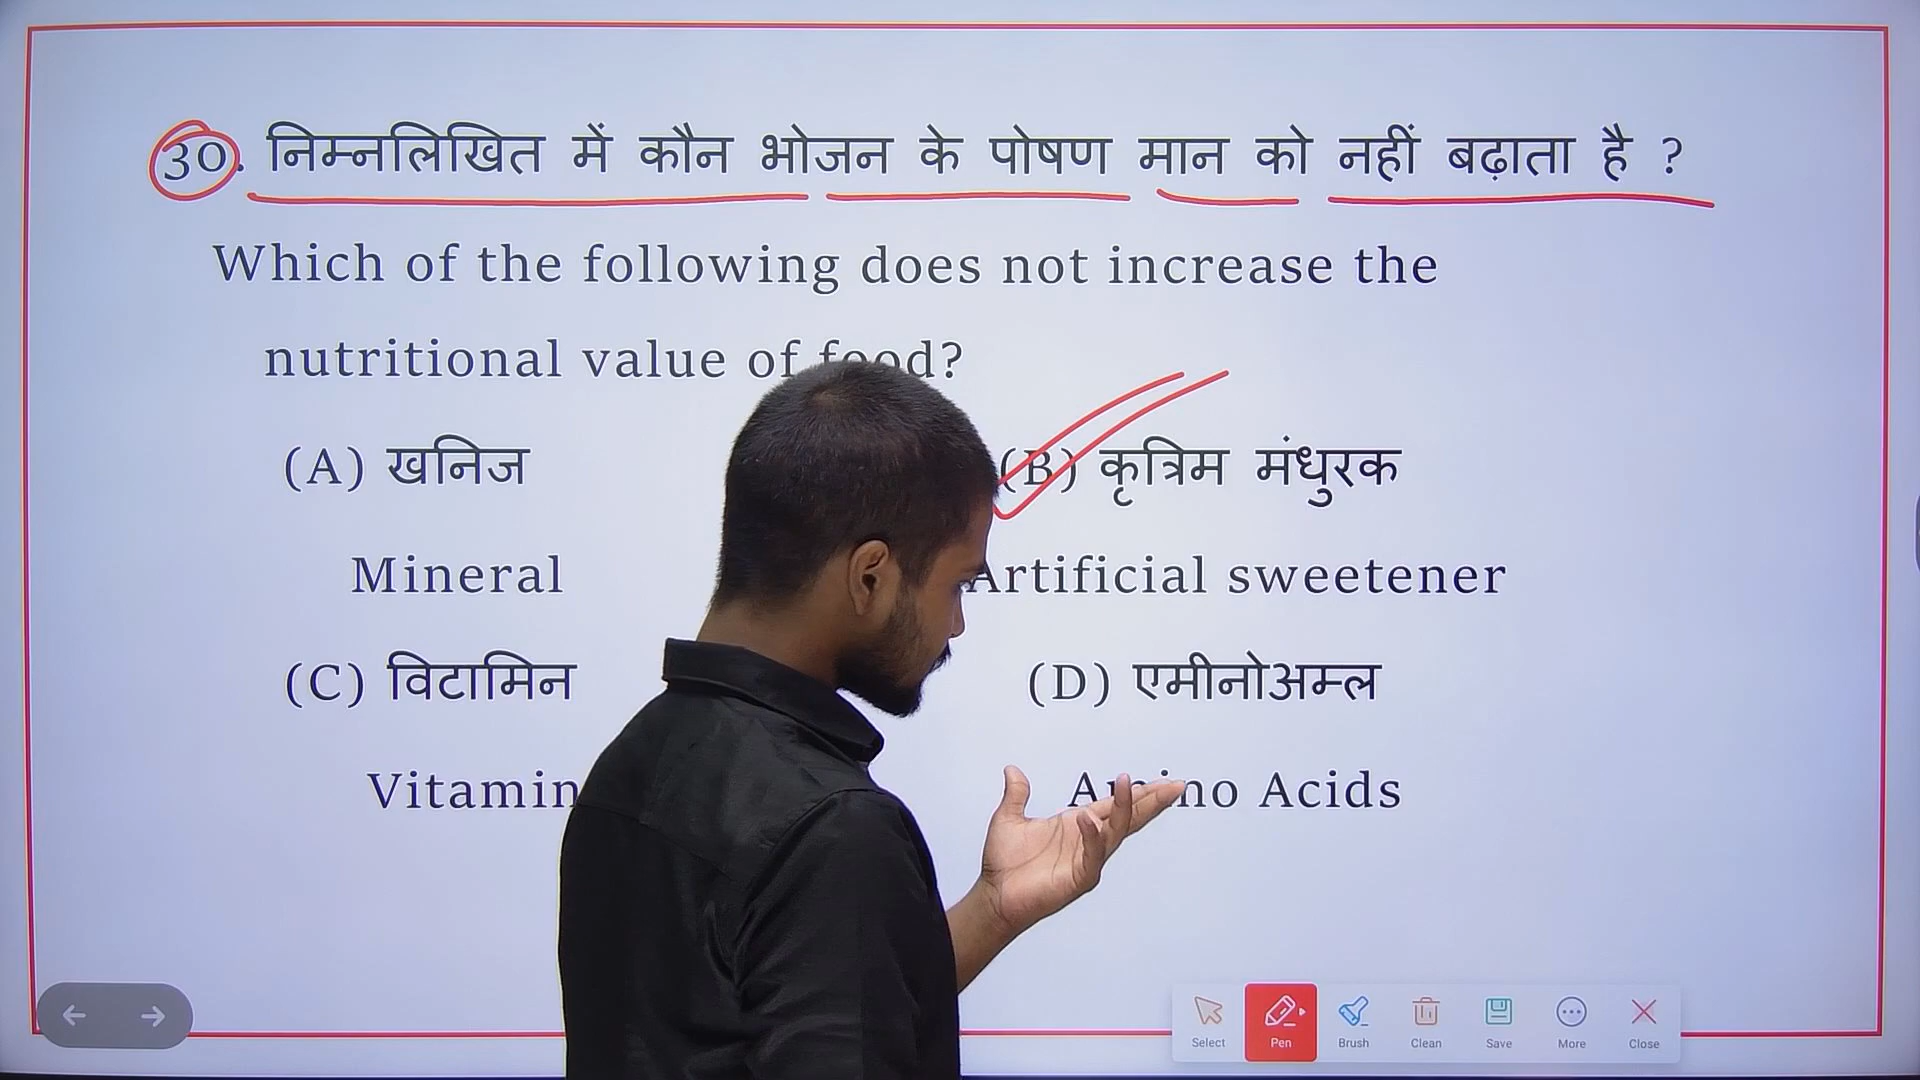 30. निम्नलिखित में कौन भोजन के पोषण मान को नहीं बढ़ाता है ?
Which of the following does not increase the
nutritional value of food?
(A) खनिज (B) कृत्रिम मंधुरक
Mineral Artificial sweetener
(C) विटामिन (D) एमीनोअम्ल
Vitamin Amino Acids
Select Pen Brush Clean Save More Close